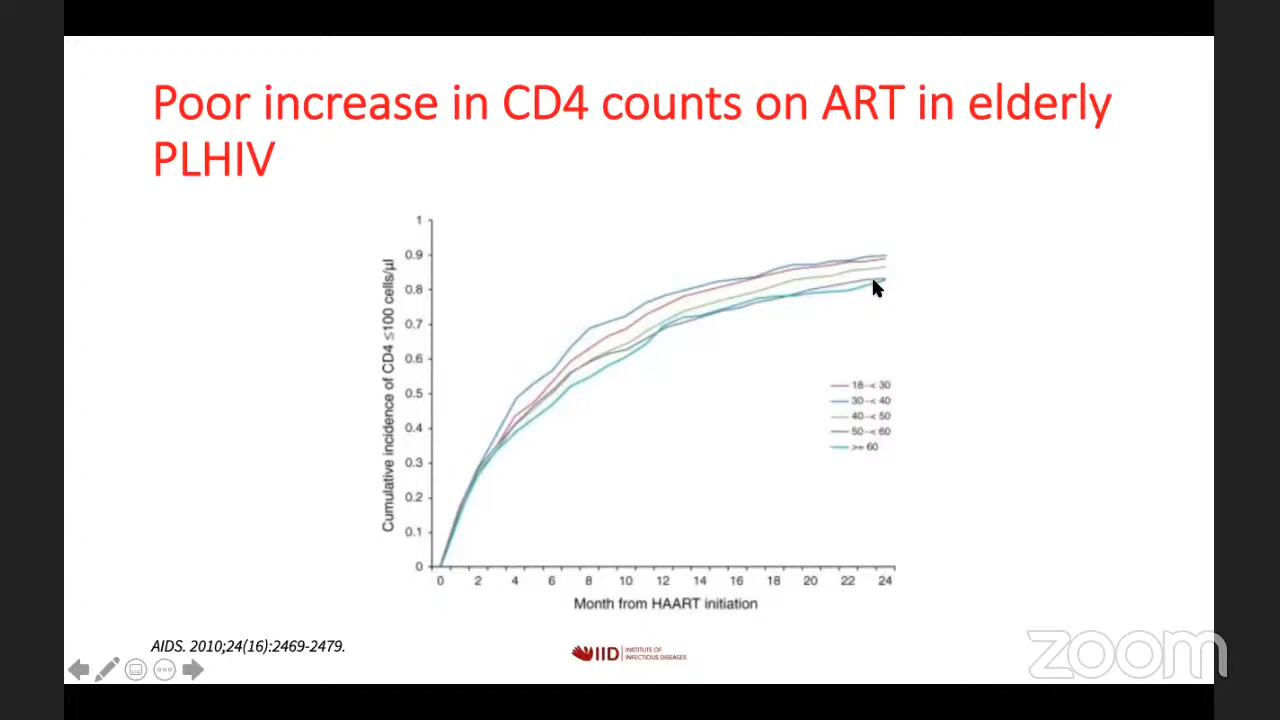 Poor increase in CD4 counts on ART in elderly
PLHIV
Cumulative incidence of CD4 ≤100 cells/µl
1
0.9
0.8
0.7
0.6
0.5
0.4
0.3
0.2
0.1
0
0 2 4 6 8 10 12 14 16 18 20 22 24
Month from HAART initiation
18-< 30
30-< 40
40-< 50
50-< 60
>= 60
AIDS. 2010;24(16):2469-2479.
IID INSTITUTE OF
INFECTIOUS DISEASES
zoom